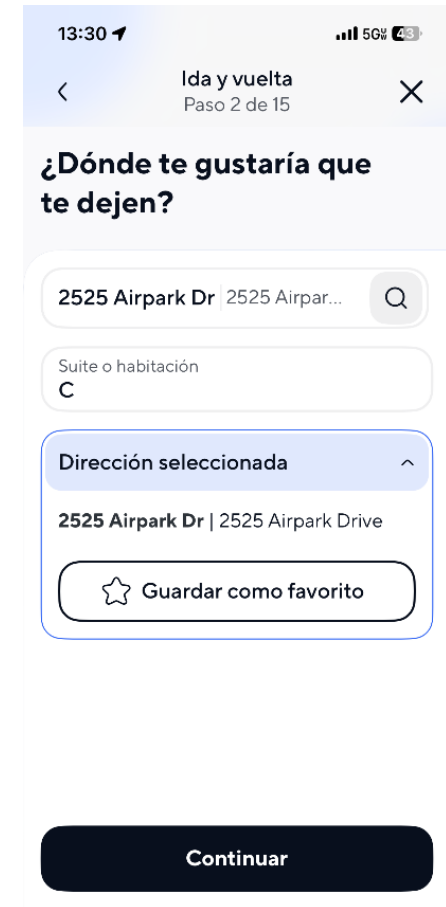 13:30
5G
43
Ida y vuelta
Paso 2 de 15
¿Dónde te gustaría que
te dejen?
2525 Airpark Dr 2525 Airpar...
Suite o habitación
C
Dirección seleccionada
2525 Airpark Dr | 2525 Airpark Drive
Guardar como favorito
Continuar